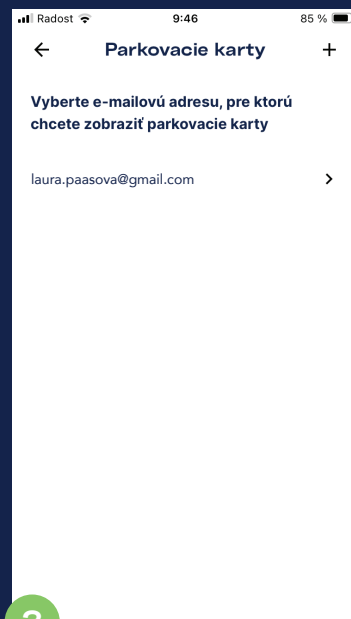 Radost 9:46 85 %
Parkovacie karty
Vyberte e-mailovú adresu, pre ktorú
chcete zobraziť parkovacie karty
laura.paasova@gmail.com